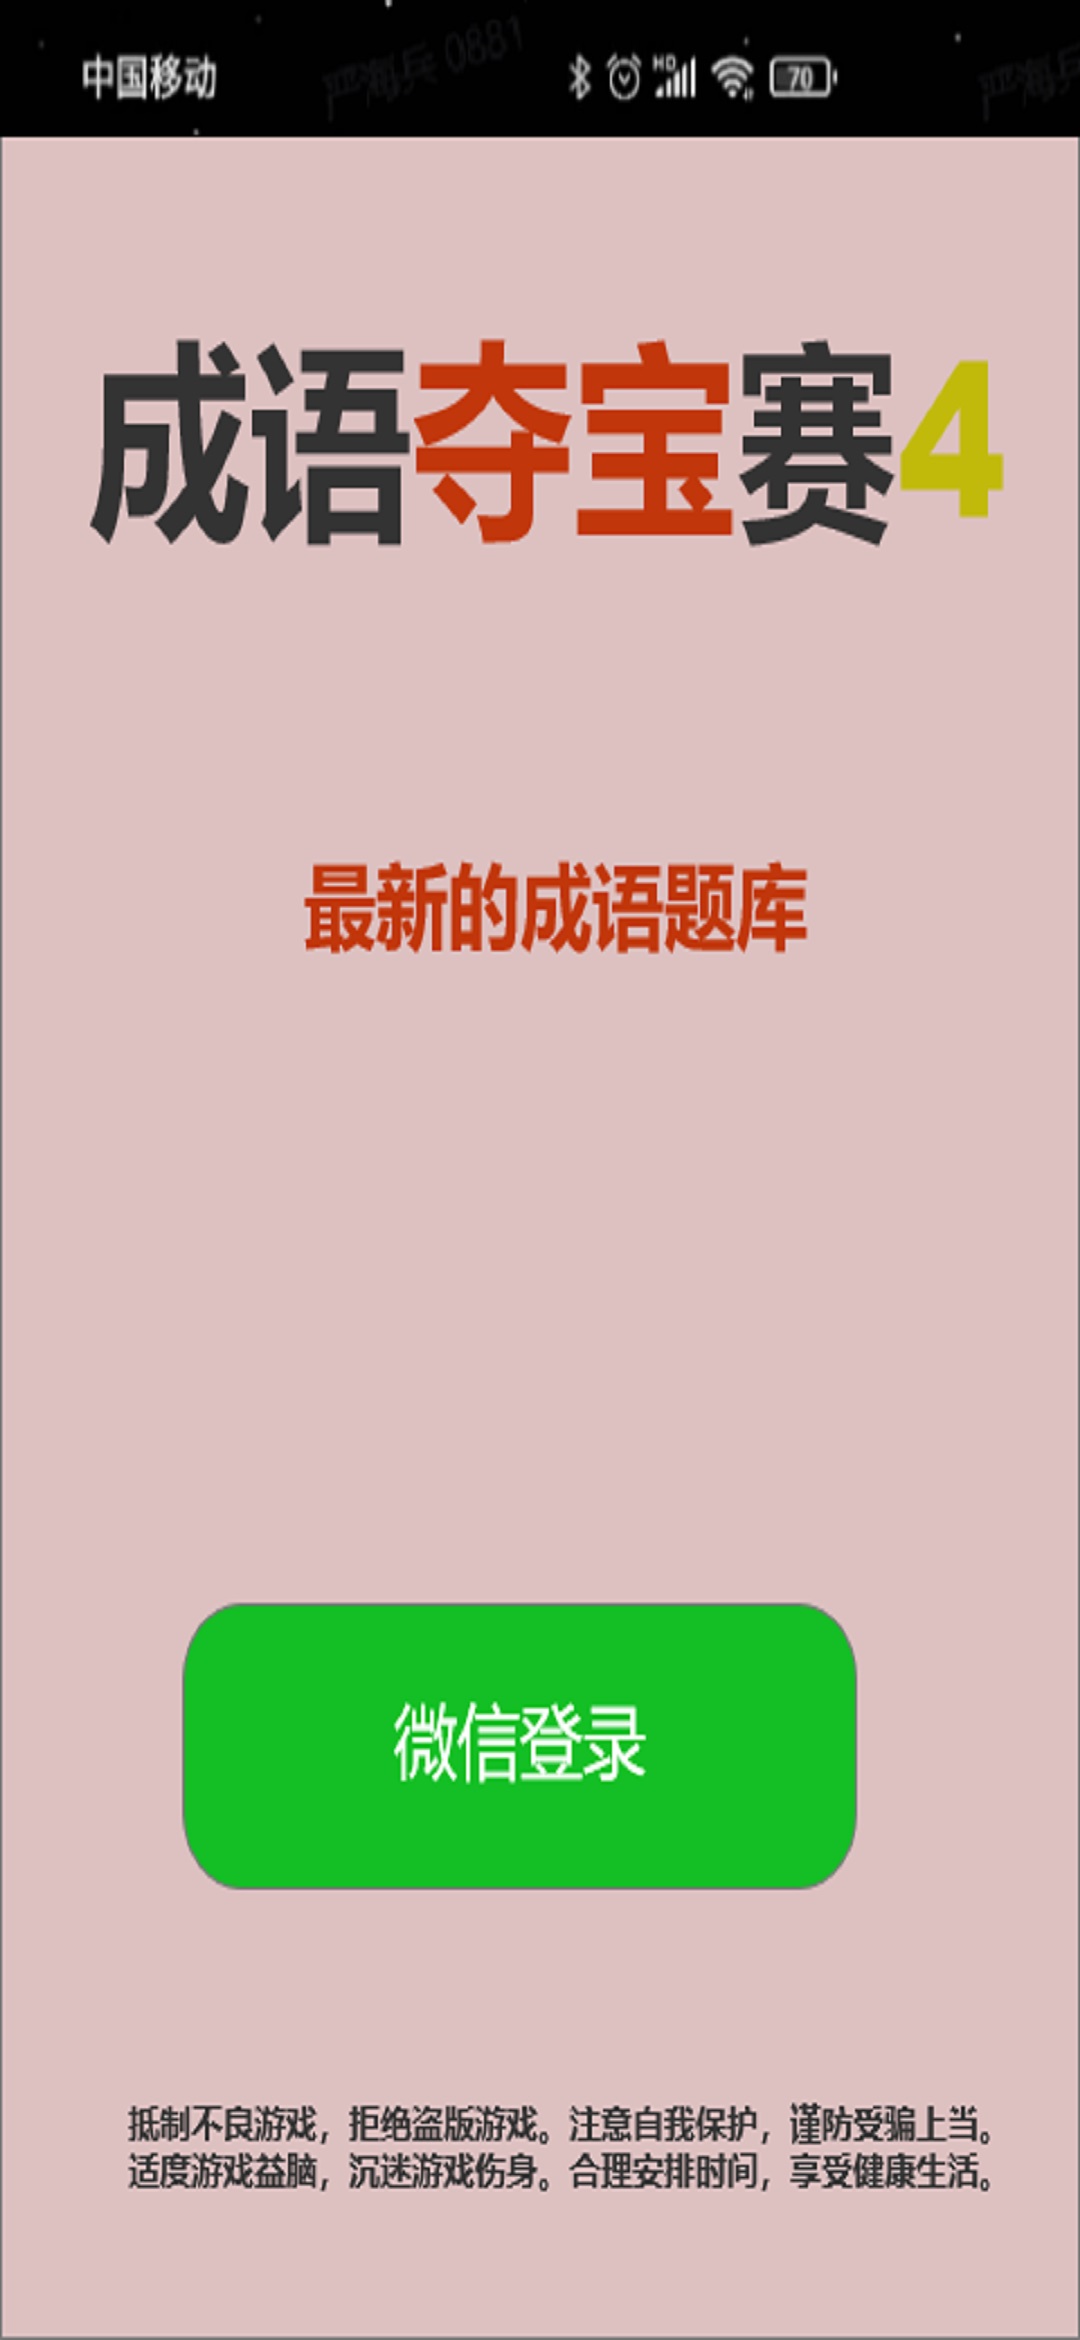 中国移动
严海兵 0881
HD
70
严海兵
成语夺宝赛4
最新的成语题库
微信登录
抵制不良游戏，拒绝盗版游戏。注意自我保护，谨防受骗上当。
适度游戏益脑，沉迷游戏伤身。合理安排时间，享受健康生活。